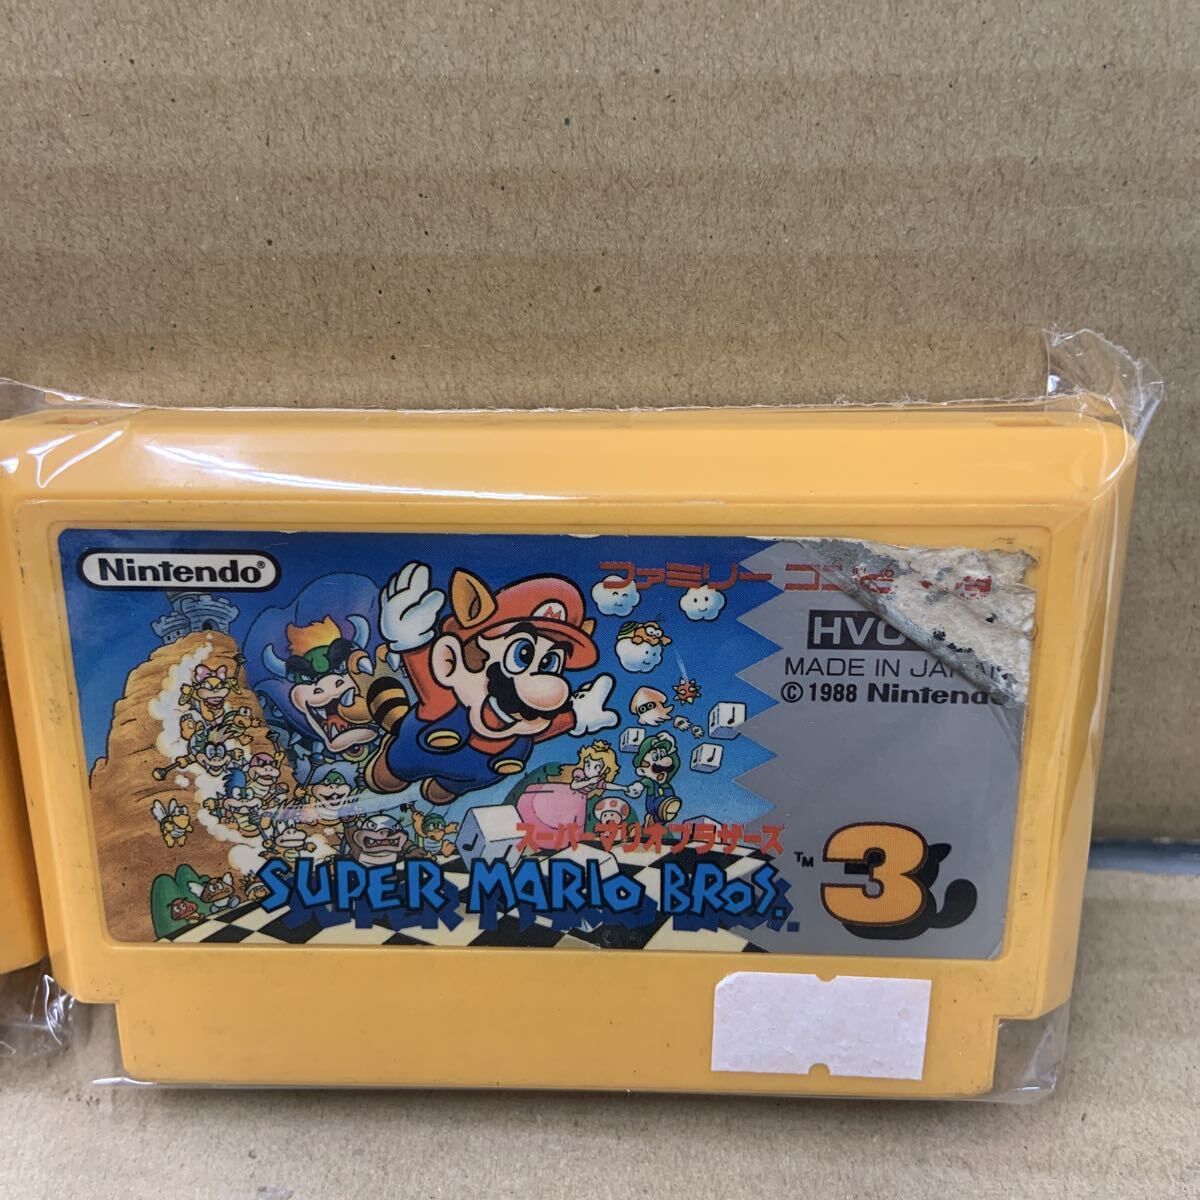 Nintendo®
ファミリー コンピ
HVC
MADE IN JAPAN
© 1988 Nintendo
スーパーマリオブラザーズ
SUPER MARIO BROS.™ 3
M